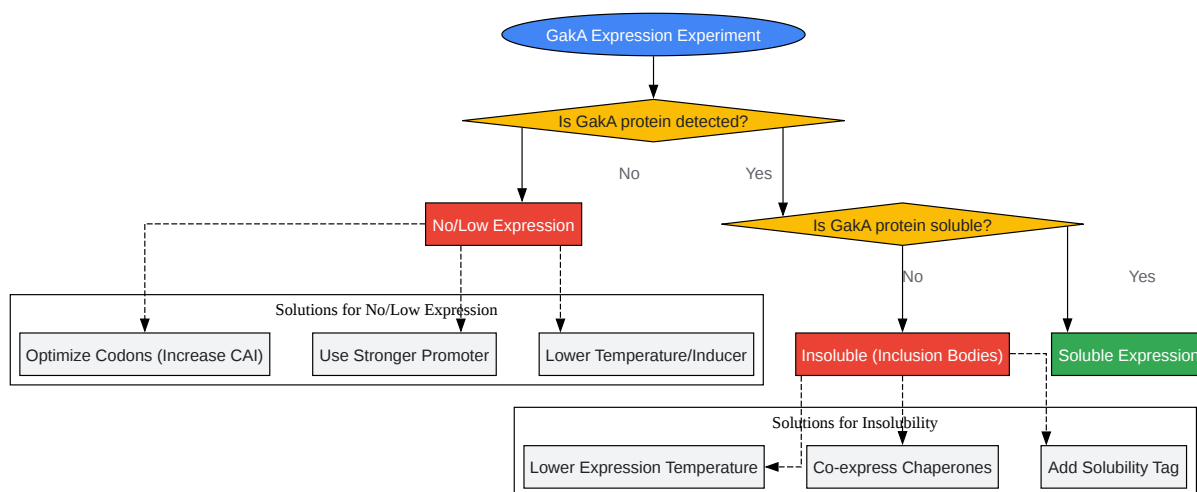 GakA Expression Experiment
Is GakA protein detected?
No
Yes
No/Low Expression
Is GakA protein soluble?
No
Yes
Solutions for No/Low Expression
Optimize Codons (Increase CAI)
Use Stronger Promoter
Lower Temperature/Inducer
Insoluble (Inclusion Bodies)
Soluble Expression
Solutions for Insolubility
Lower Expression Temperature
Co-express Chaperones
Add Solubility Tag